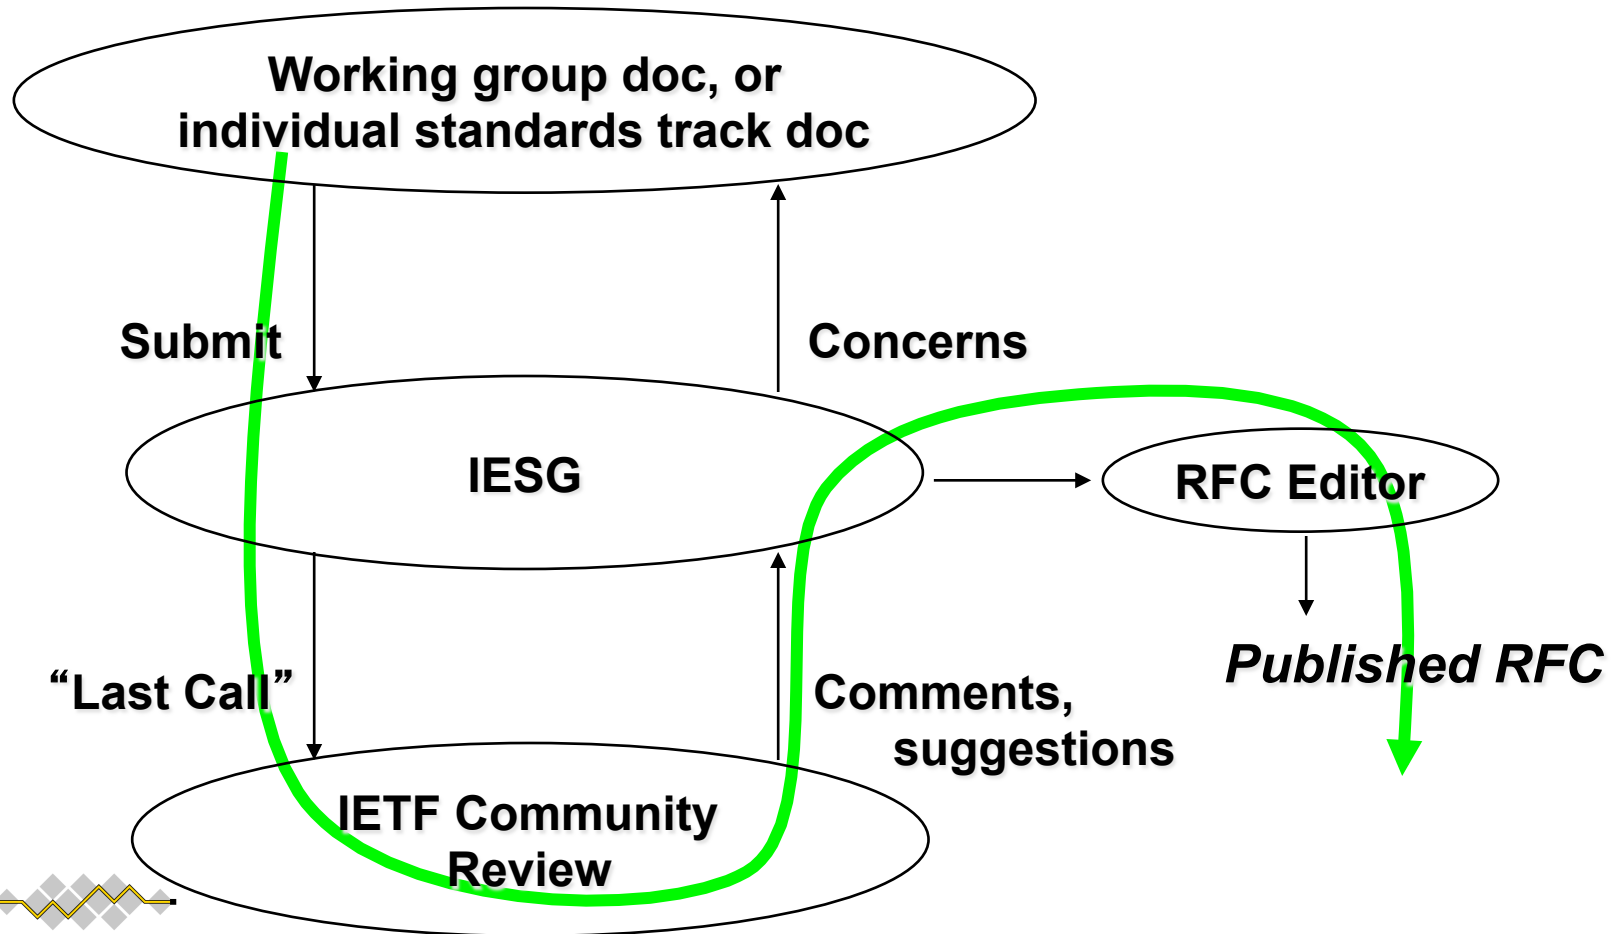 Working group doc, or
individual standards track doc
Submit
Concerns
IESG
RFC Editor
“Last Call”
Comments,
suggestions
Published RFC
IETF Community
Review